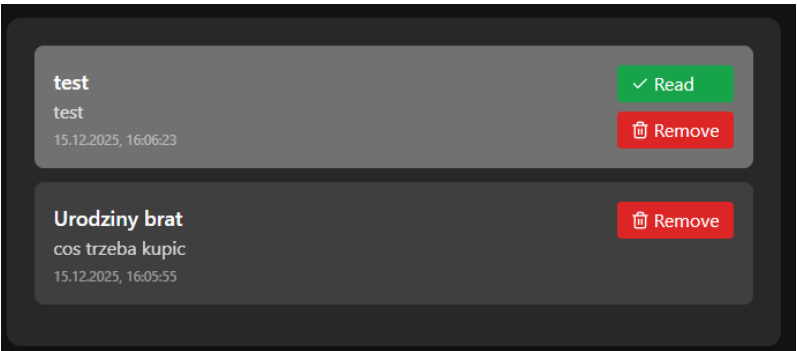 test
Read
test
Remove
15.12.2025, 16:06:23
Urodziny brat
Remove
cos trzeba kupic
15.12.2025, 16:05:55